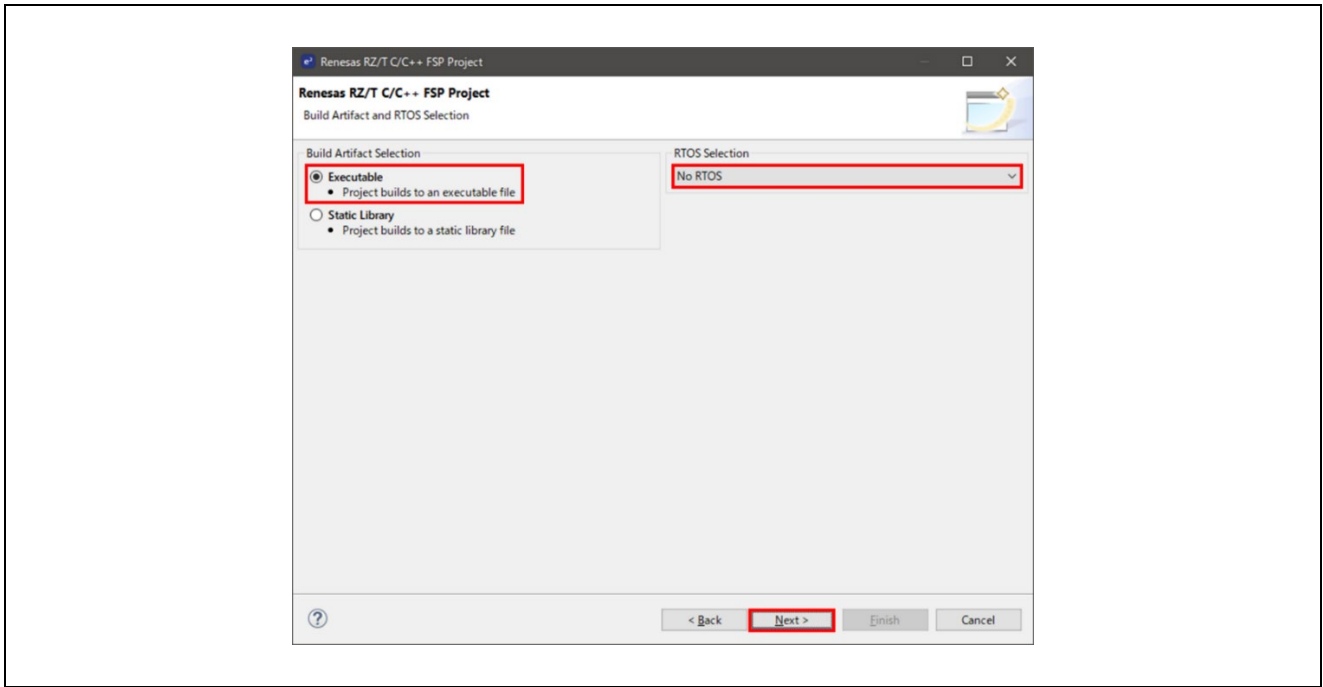 e² Renesas RZ/T C/C++ FSP Project
Renesas RZ/T C/C++ FSP Project
Build Artifact and RTOS Selection
Build Artifact Selection
Executable
• Project builds to an executable file
Static Library
• Project builds to a static library file
RTOS Selection
No RTOS
?
< Back
Next >
Finish
Cancel